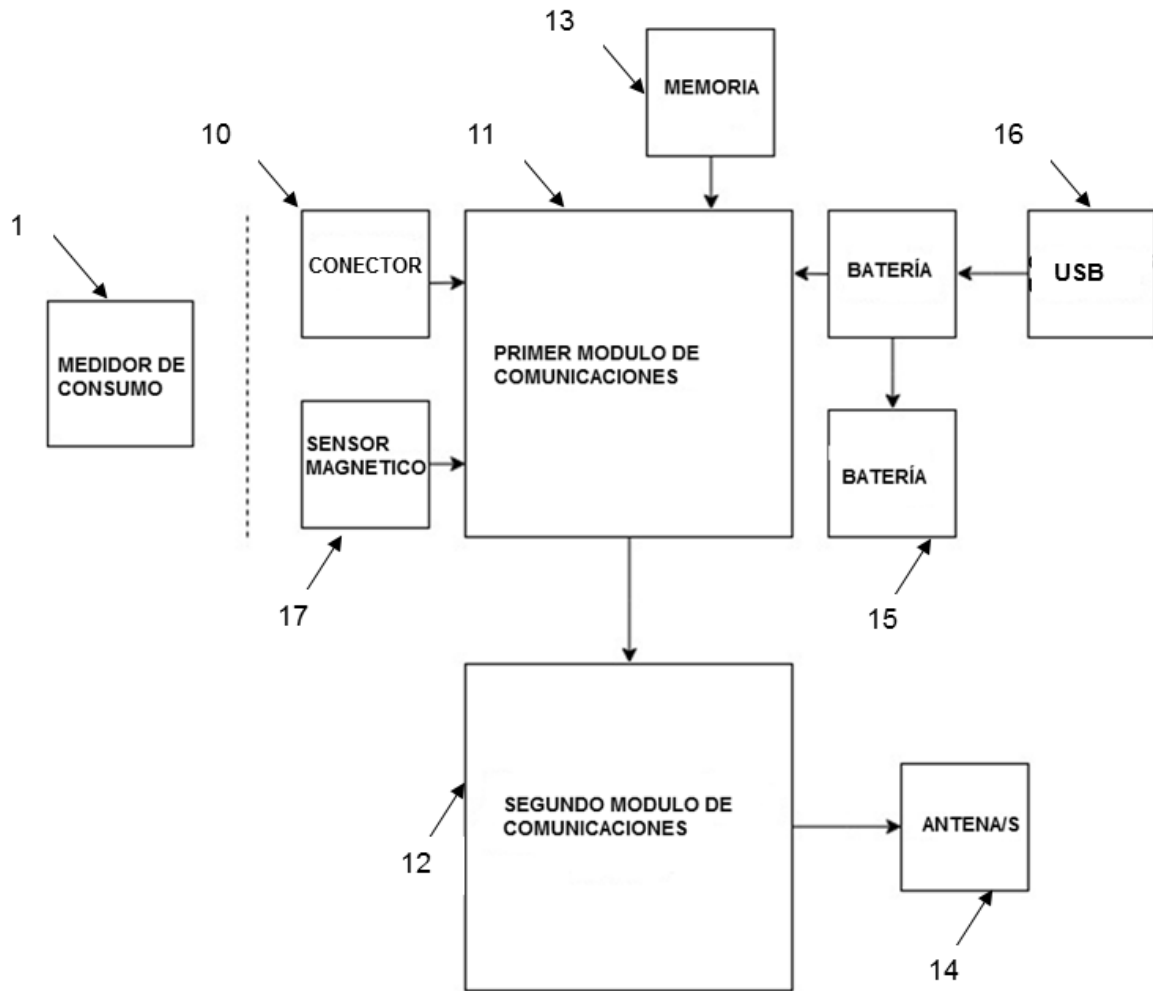 13
MEMORIA
10
11
16
1
CONECTOR
BATERÍA
USB
MEDIDOR DE
CONSUMO
PRIMER MODULO DE
COMUNICACIONES
SENSOR
MAGNETICO
BATERÍA
17
15
SEGUNDO MODULO DE
COMUNICACIONES
ANTENA/S
12
14